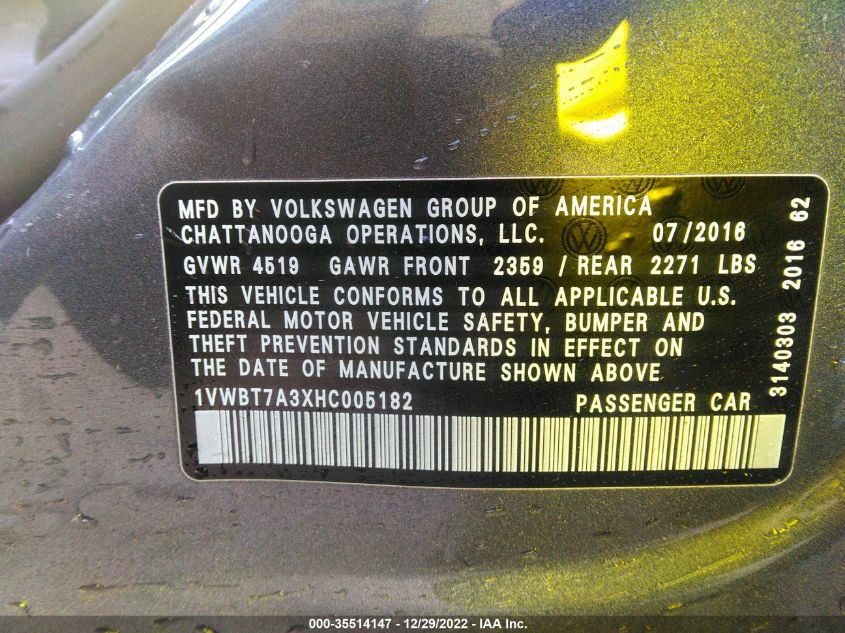 MFD BY VOLKSWAGEN GROUP OF AMERICA
CHATTANOOGA OPERATIONS, LLC. 07/2016
GVWR 4519 GAWR FRONT 2359 / REAR 2271 LBS
THIS VEHICLE CONFORMS TO ALL APPLICABLE U.S.
FEDERAL MOTOR VEHICLE SAFETY, BUMPER AND
THEFT PREVENTION STANDARDS IN EFFECT ON
THE DATE OF MANUFACTURE SHOWN ABOVE
1VWBT7A3XHC005182 PASSENGER CAR
3140303 2016 62
000-35514147 - 12/29/2022 - IAA Inc.